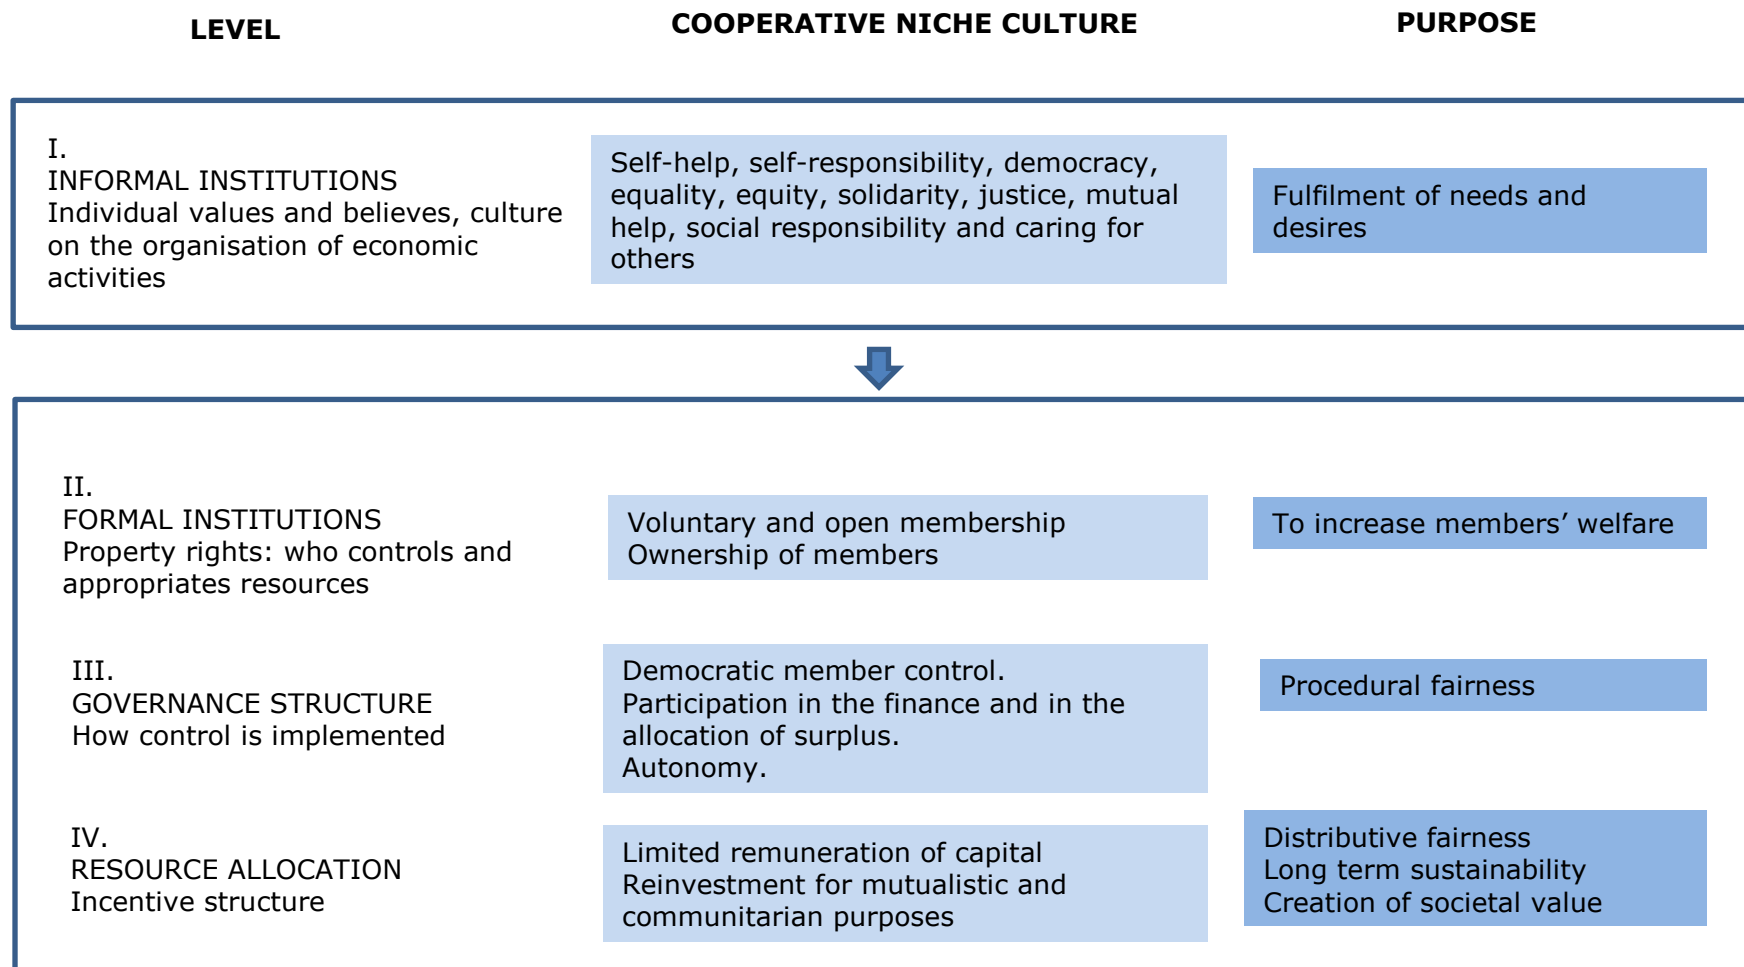 LEVEL
COOPERATIVE NICHE CULTURE
PURPOSE
I.
INFORMAL INSTITUTIONS
Individual values and believes, culture
on the organisation of economic
activities
Self-help, self-responsibility, democracy,
equality, equity, solidarity, justice, mutual
help, social responsibility and caring for
others
Fulfilment of needs and
desires
II.
FORMAL INSTITUTIONS
Property rights: who controls and
appropriates resources
Voluntary and open membership
Ownership of members
To increase members’ welfare
III.
GOVERNANCE STRUCTURE
How control is implemented
Democratic member control.
Participation in the finance and in the
allocation of surplus.
Autonomy.
Procedural fairness
IV.
RESOURCE ALLOCATION
Incentive structure
Limited remuneration of capital
Reinvestment for mutualistic and
communitarian purposes
Distributive fairness
Long term sustainability
Creation of societal value